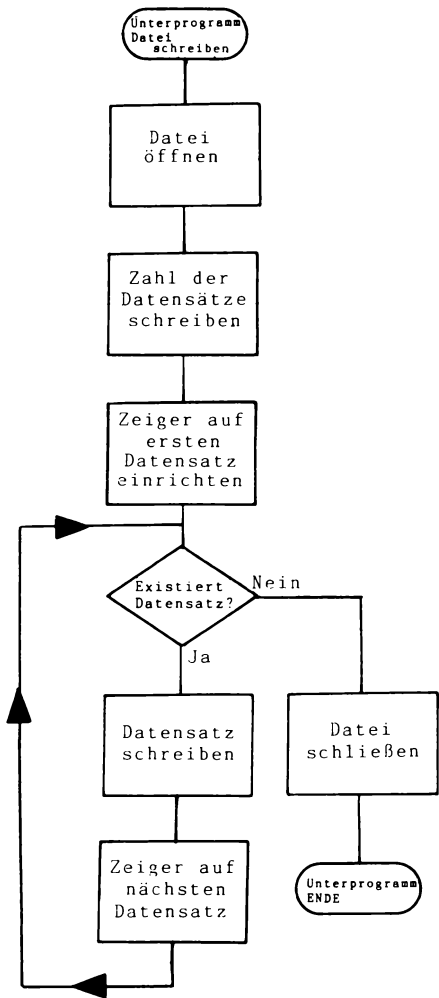 Unterprogramm
Datei
schreiben
Datei
öffnen
Zahl der
Datensätze
schreiben
Zeiger auf
ersten
Datensatz
einrichten
Existiert
Datensatz?
Nein
Ja
Datensatz
schreiben
Datei
schließen
Zeiger auf
nächsten
Datensatz
Unterprogramm
ENDE